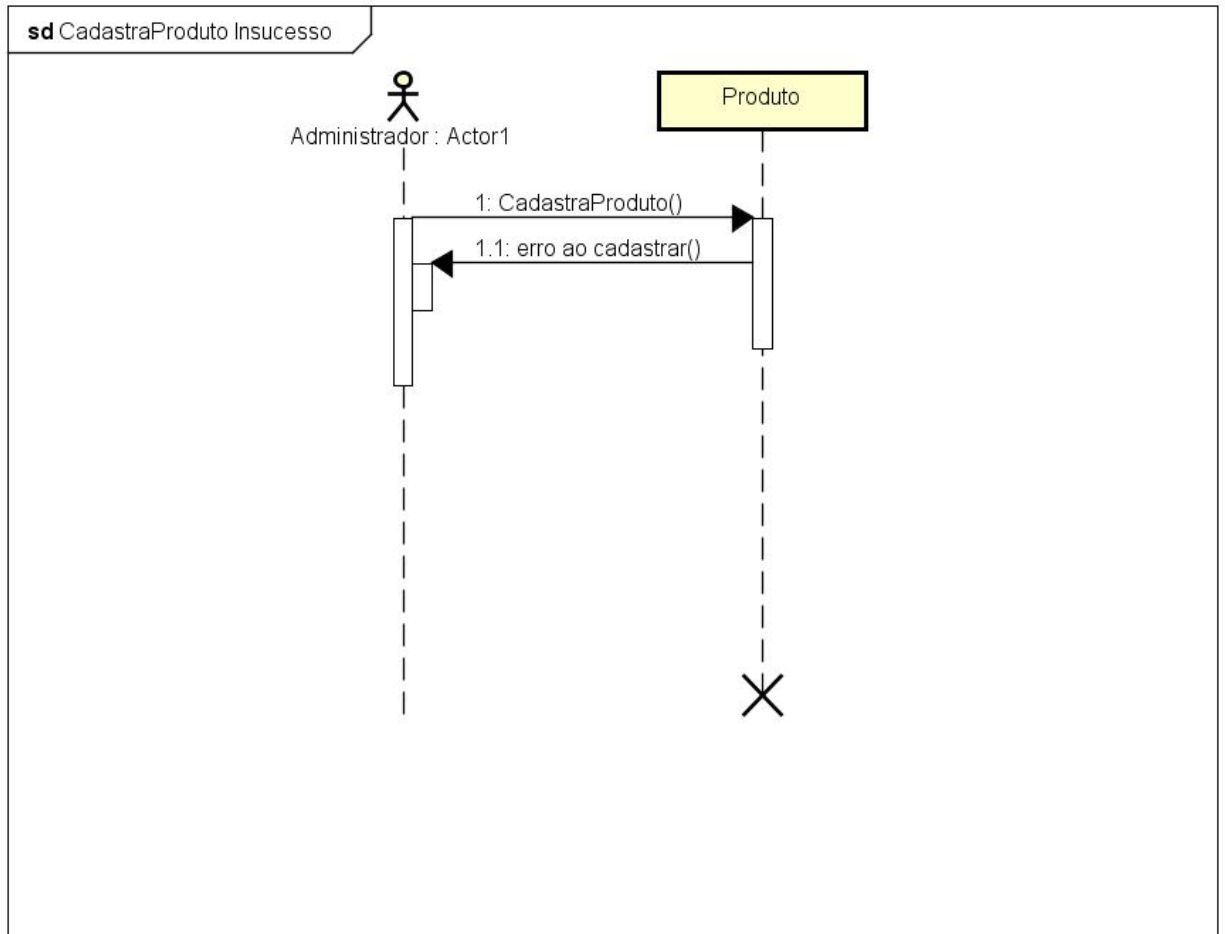 sd CadastraProduto Insucesso
Produto
Administrador : Actor1
1: CadastraProduto()
1.1: erro ao cadastrar()